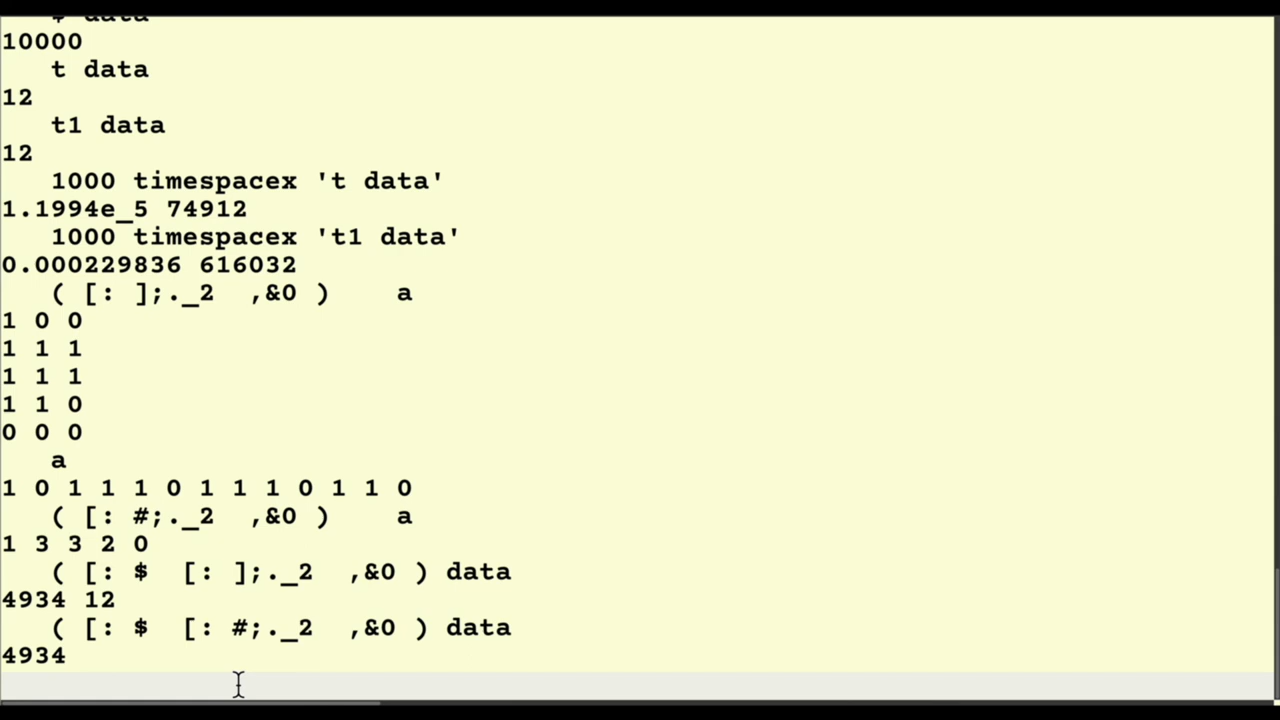 $ data
10000
   t data
12
   t1 data
12
   1000 timespacex 't data'
1.1994e_5 74912
   1000 timespacex 't1 data'
0.000229836 616032
   ( [: ];._2  ,&0 )    a
1 0 0
1 1 1
1 1 1
1 1 0
0 0 0
   a
1 0 1 1 1 0 1 1 1 0 1 1 0
   ( [: #;._2  ,&0 )    a
1 3 3 2 0
   ( [: $  [: ];._2  ,&0 ) data
4934 12
   ( [: $  [: #;._2  ,&0 ) data
4934